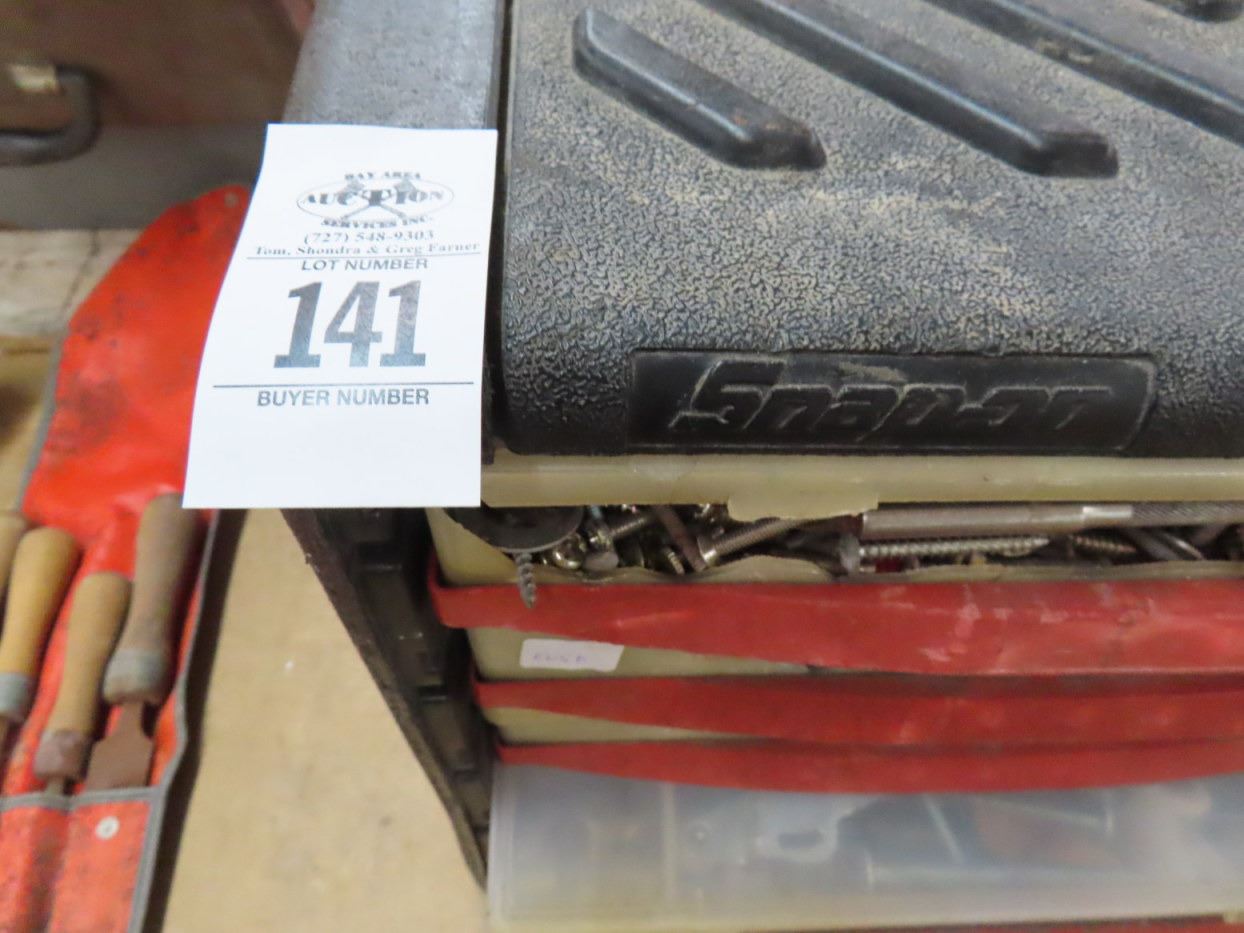 BAY AREA
AUCTION
SERVICES INC.
(727) 548-9303
Tom, Shondra & Greg Farner
LOT NUMBER
141
BUYER NUMBER
Snap-on